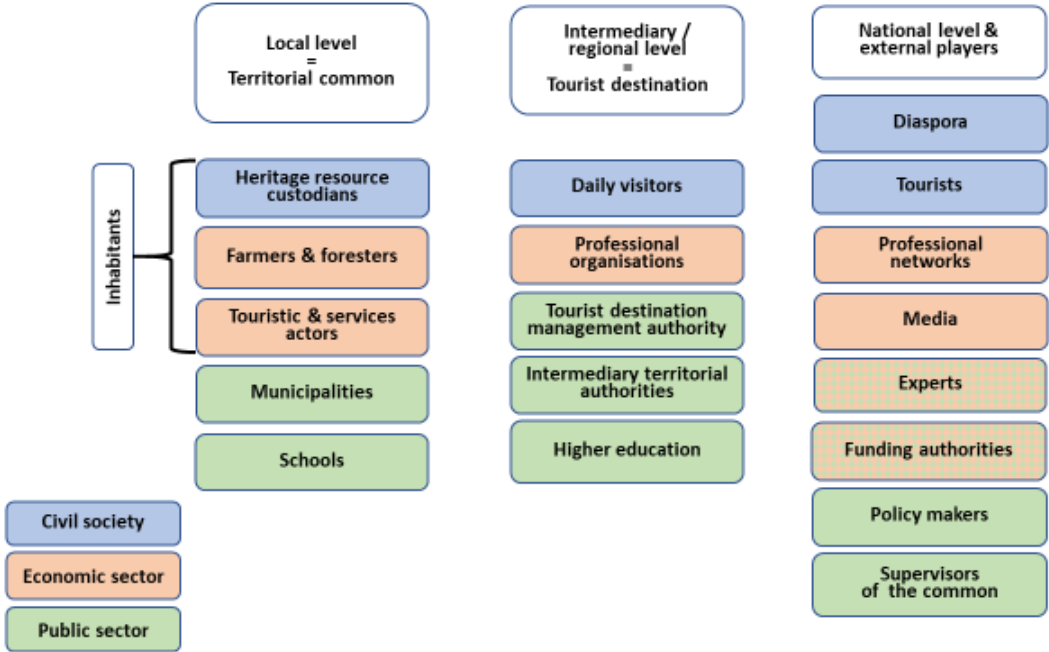 Local level
=
Territorial common
Intermediary /
regional level
=
Tourist destination
National level &
external players
Inhabitants
Heritage resource
custodians
Farmers & foresters
Touristic & services
actors
Municipalities
Schools
Daily visitors
Professional
organisations
Tourist destination
management authority
Intermediary territorial
authorities
Higher education
Diaspora
Tourists
Professional
networks
Media
Experts
Funding authorities
Policy makers
Supervisors
of the common
Civil society
Economic sector
Public sector